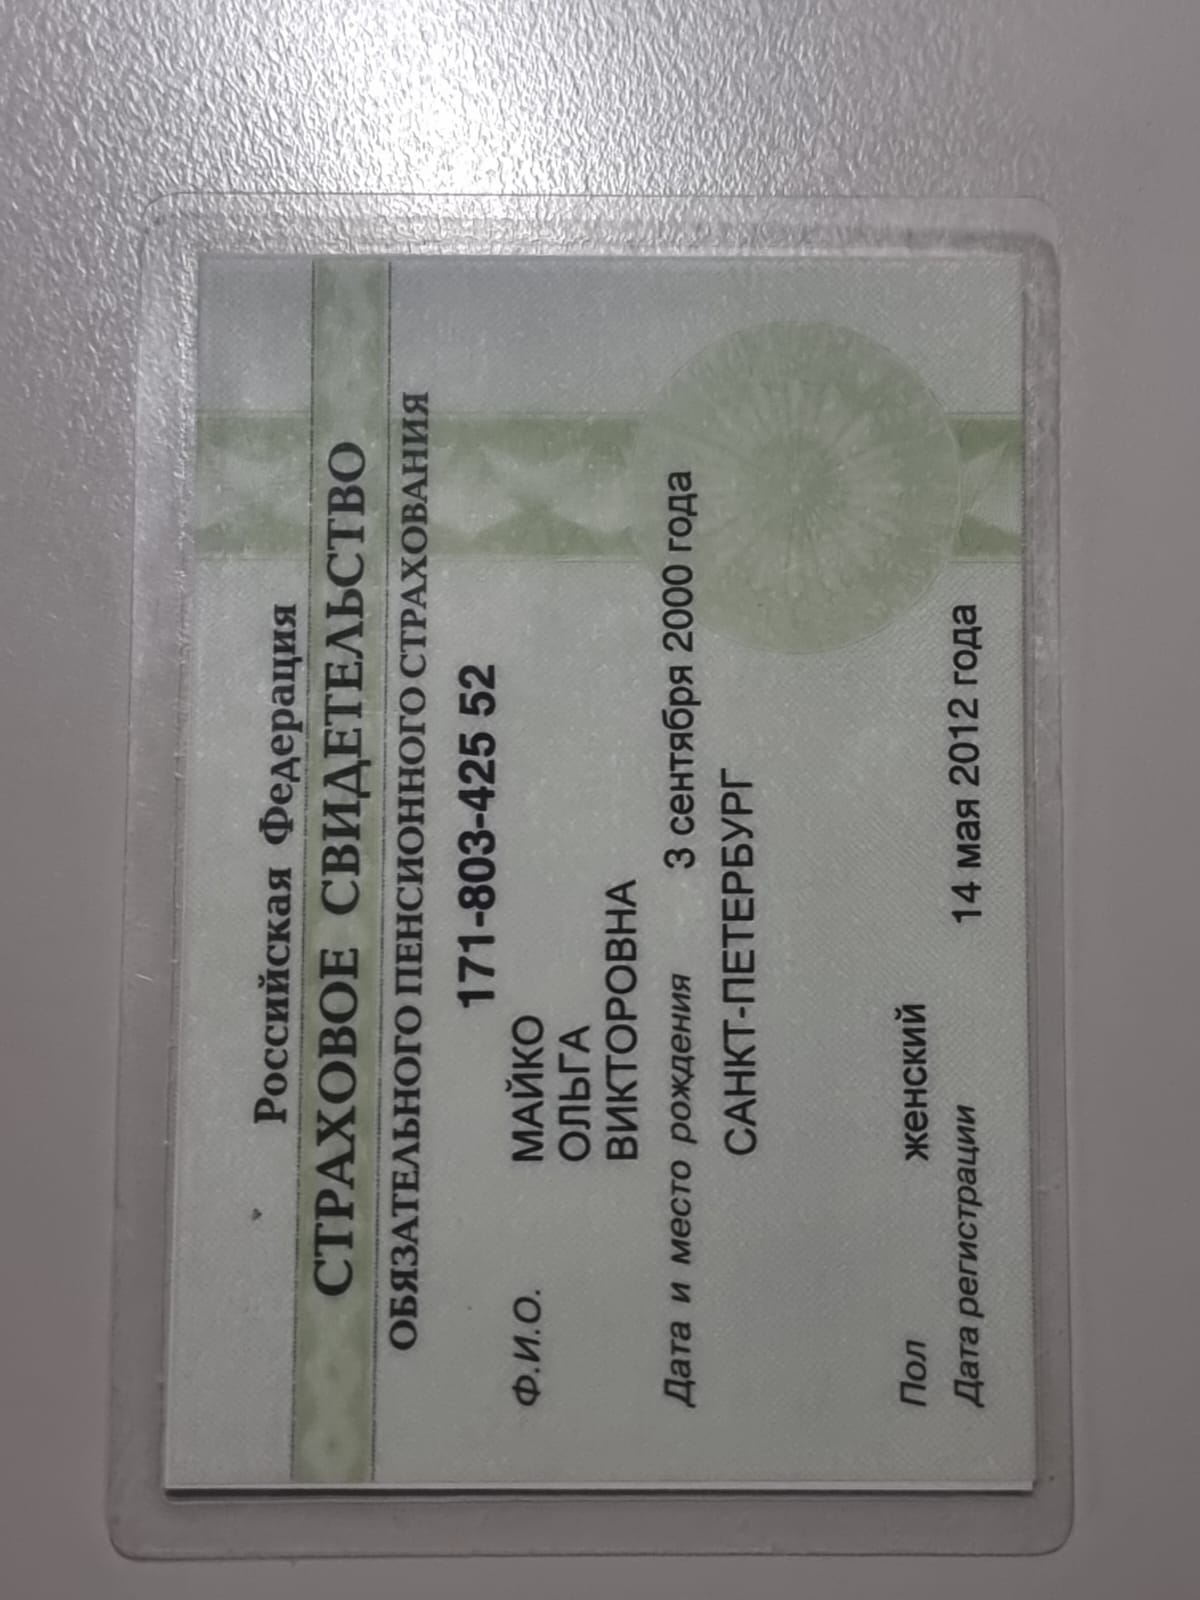 Российская Федерация
СТРАХОВОЕ СВИДЕТЕЛЬСТВО
ОБЯЗАТЕЛЬНОГО ПЕНСИОННОГО СТРАХОВАНИЯ
171-803-425 52
Ф.И.О. МАЙКО
ОЛЬГА
ВИКТОРОВНА
Дата и место рождения 3 сентября 2000 года
САНКТ-ПЕТЕРБУРГ
Пол женский
Дата регистрации 14 мая 2012 года